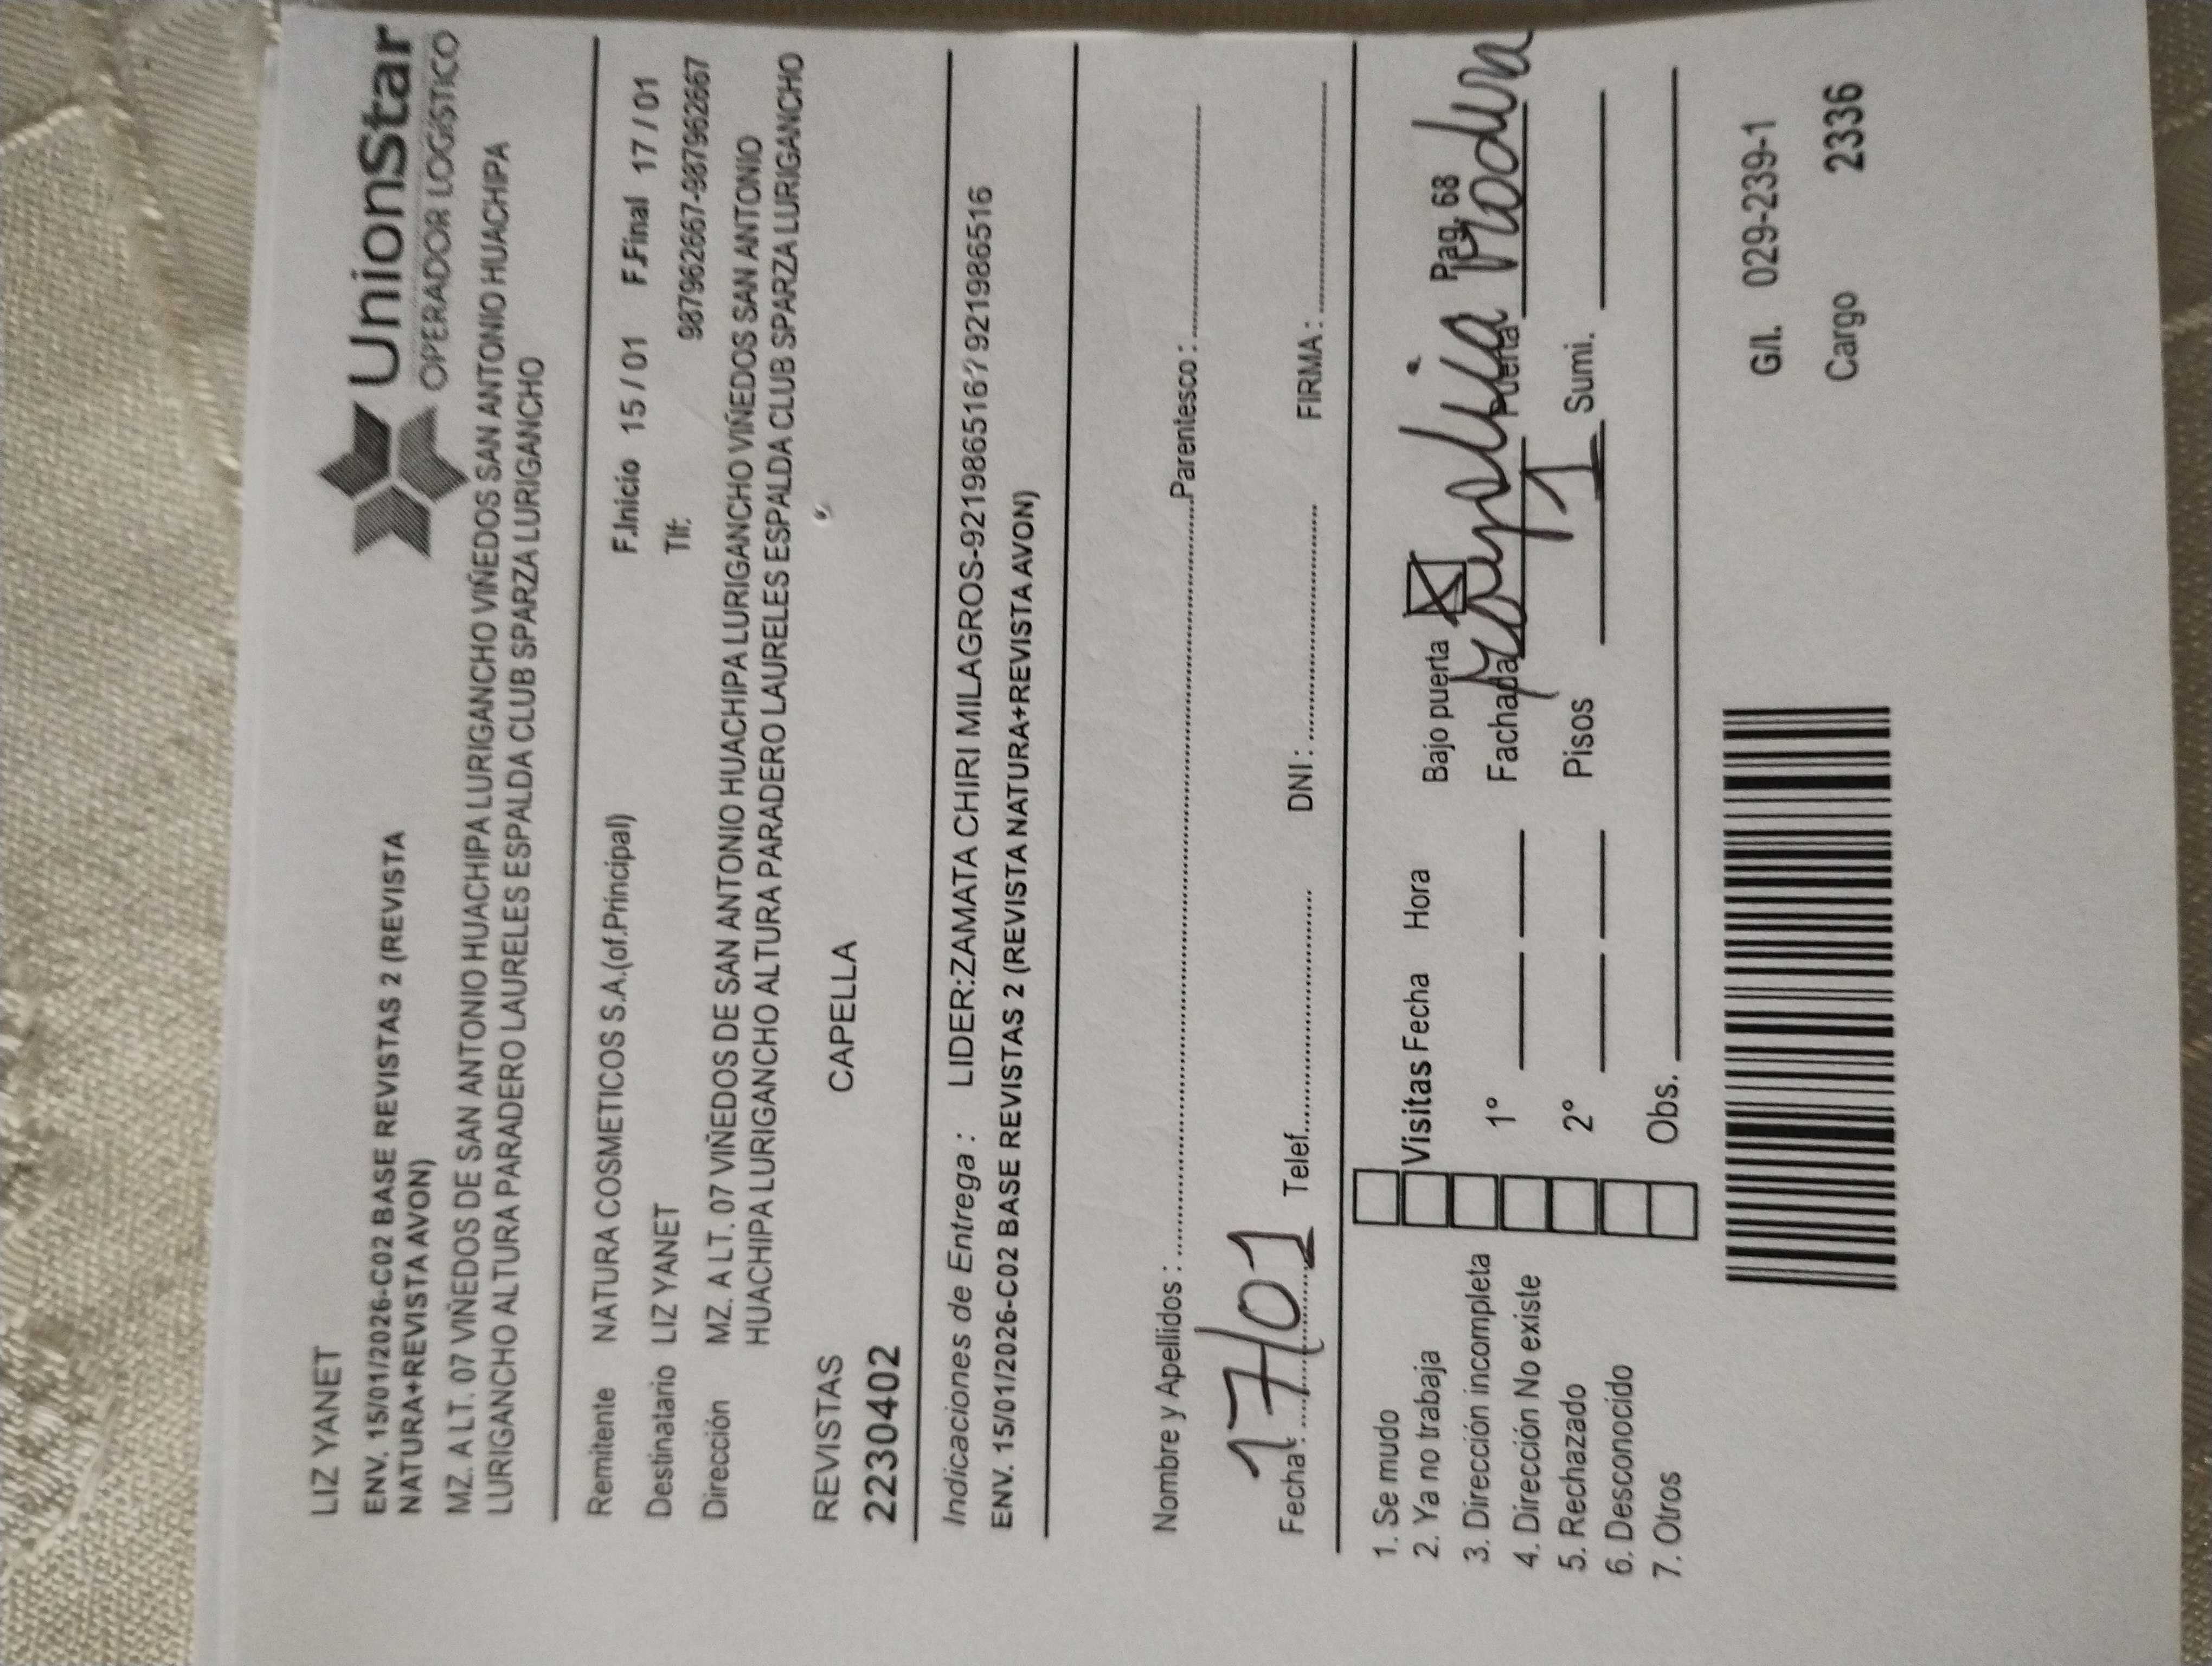 LIZ YANET
UnionStar
OPERADOR LOGÍSTICO
ENV. 15/01/2026-C02 BASE REVISTAS 2 (REVISTA
NATURA+REVISTA AVON)
MZ. A LT. 07 VIÑEDOS DE SAN ANTONIO HUACHIPA LURIGANCHO VIÑEDOS SAN ANTONIO HUACHIPA
LURIGANCHO ALTURA PARADERO LAURELES ESPALDA CLUB SPARZA LURIGANCHO
Remitente NATURA COSMETICOS S.A.(of.Principal) F.Inicio 15 / 01 F.Final 17 / 01
Destinatario LIZ YANET Tlf: 987962667-987962667
Dirección MZ. A LT. 07 VIÑEDOS DE SAN ANTONIO HUACHIPA LURIGANCHO VIÑEDOS SAN ANTONIO
HUACHIPA LURIGANCHO ALTURA PARADERO LAURELES ESPALDA CLUB SPARZA LURIGANCHO
REVISTAS CAPELLA
2230402
Indicaciones de Entrega : LIDER:ZAMATA CHIRI MILAGROS-921986516?/ 921986516
ENV. 15/01/2026-C02 BASE REVISTAS 2 (REVISTA NATURA+REVISTA AVON)
Nombre y Apellidos : Parentesco :
Fecha : 17/01 Telef. DNI : FIRMA :
1. Se mudo
2. Ya no trabaja
3. Dirección incompleta
4. Dirección No existe
5. Rechazado
6. Desconocido
7. Otros
Visitas Fecha Hora
1°
2°
Obs.
Bajo puerta Pag. 68
Fachada Puerta
Pisos 1 Sumi.
G/I. 029-239-1
Cargo 2336